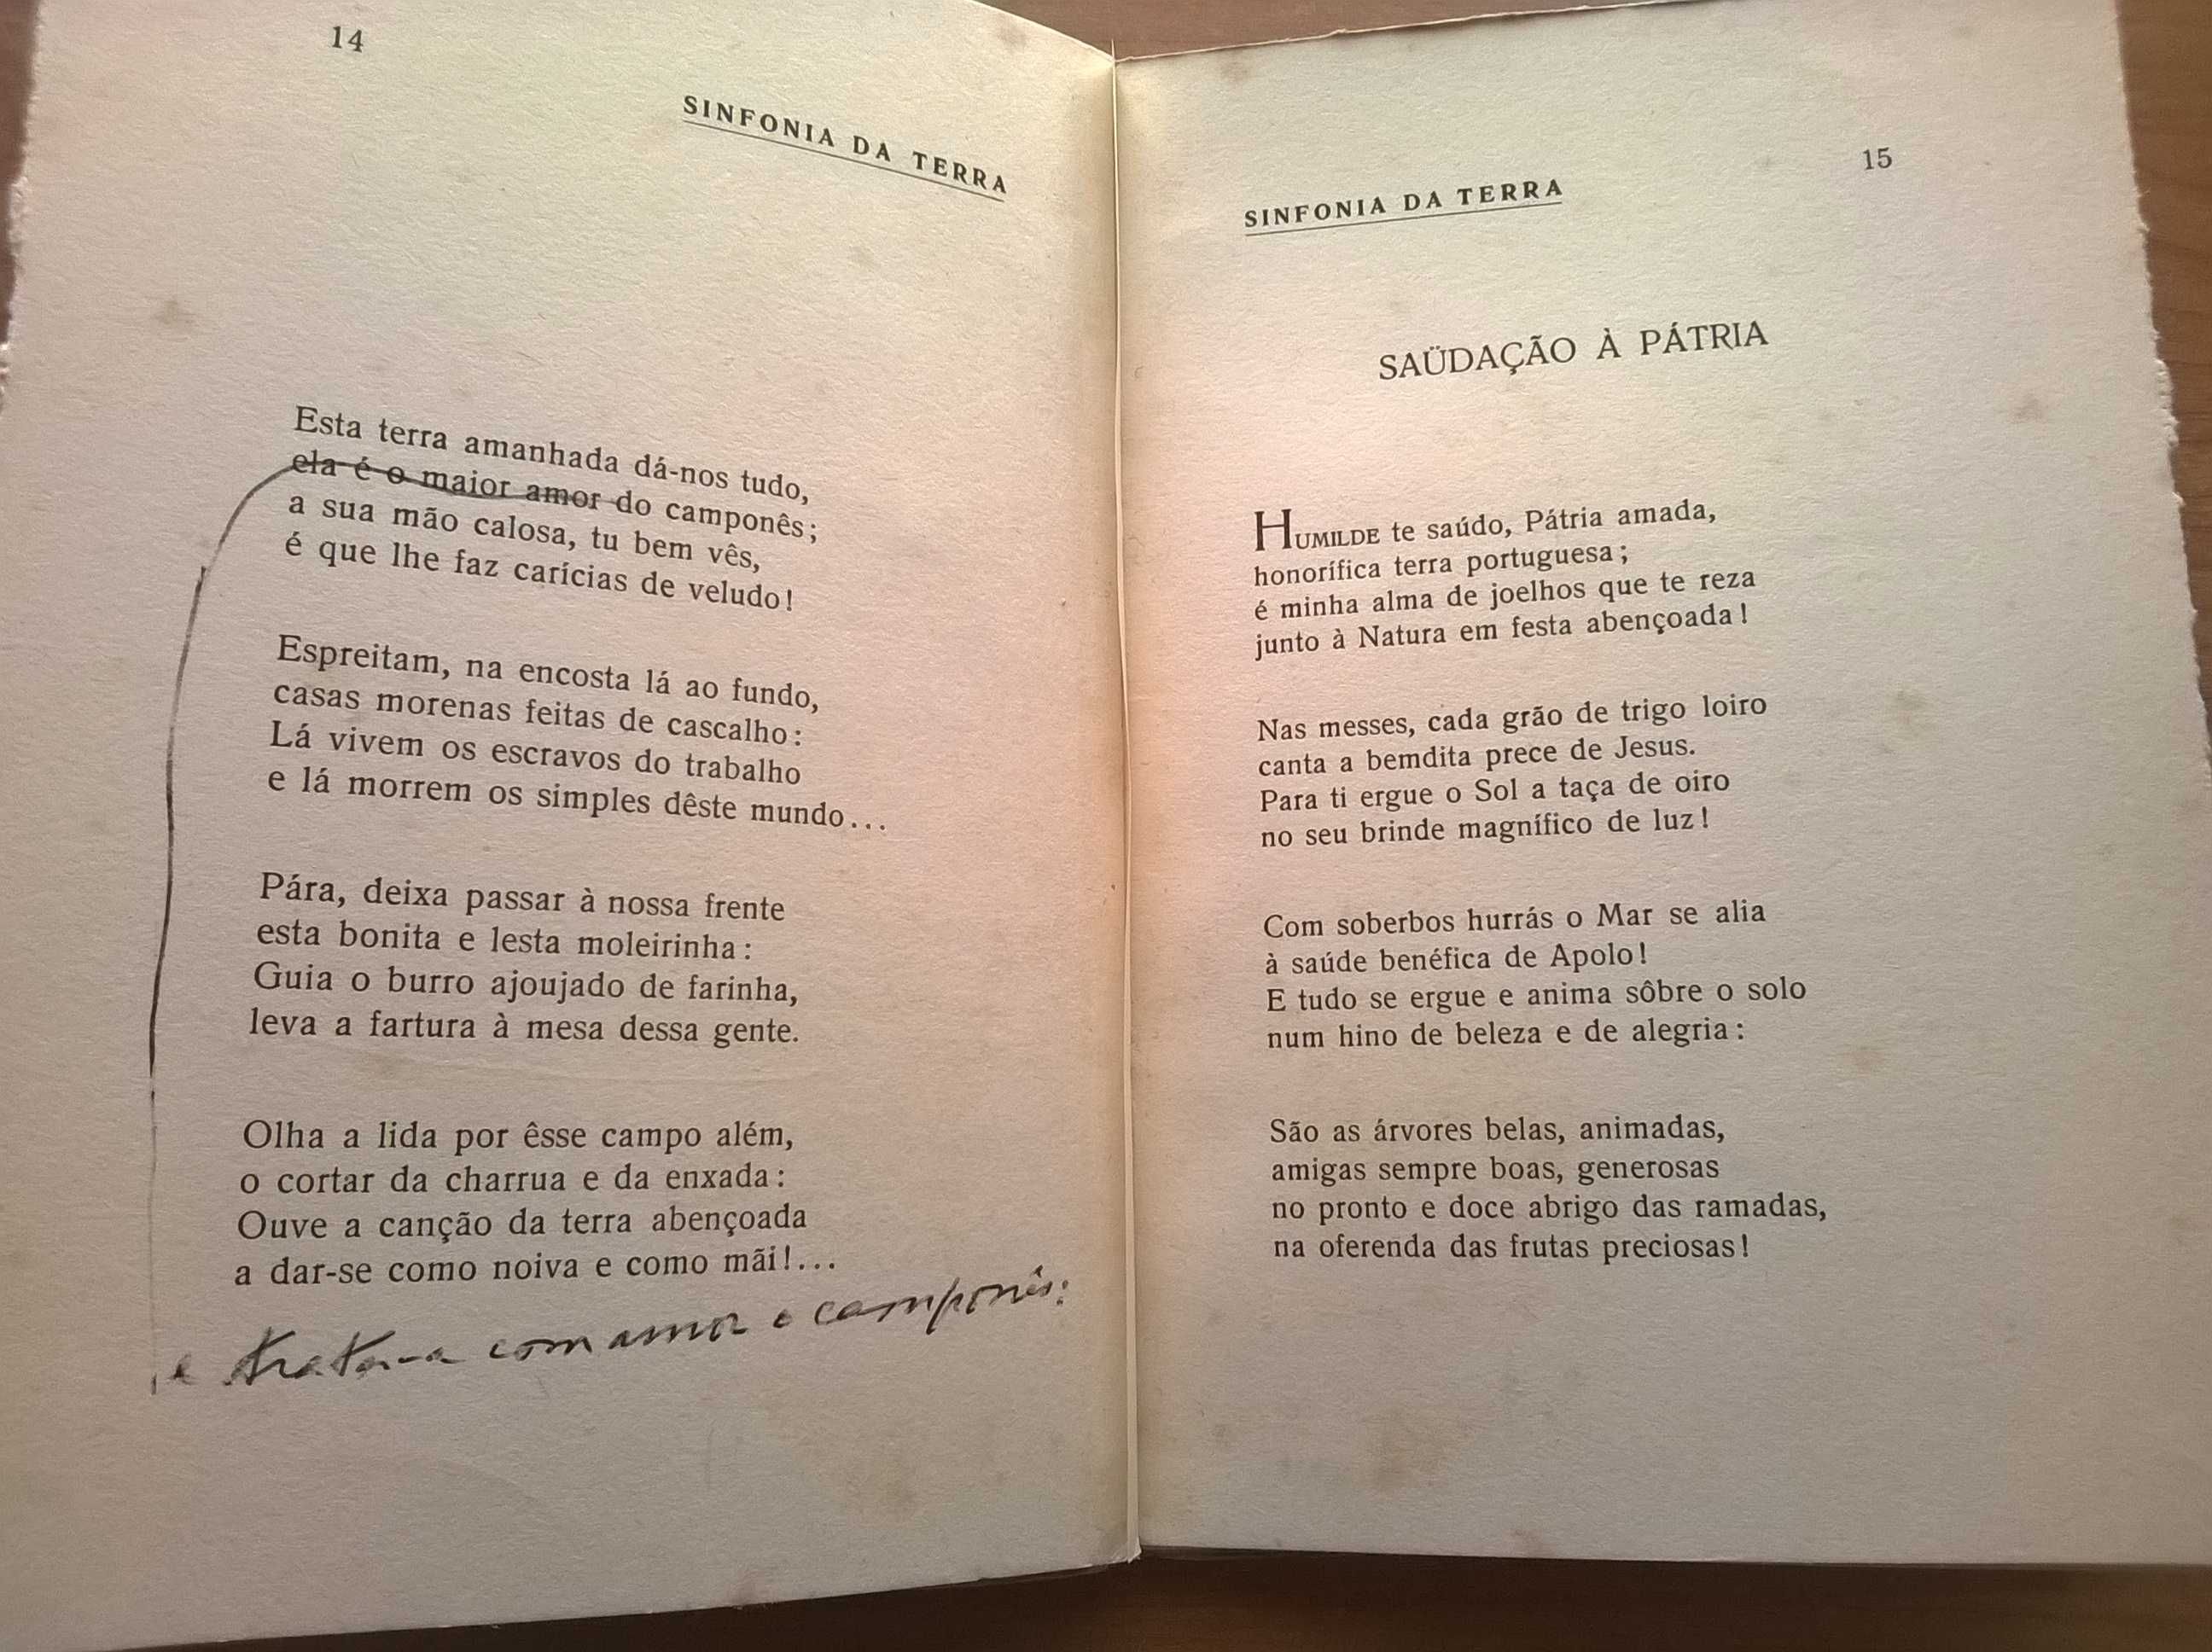 14
SINFONIA DA TERRA
Esta terra amanhada dá-nos tudo,
ela é o maior amor do camponês;
a sua mão calosa, tu bem vês,
é que lhe faz carícias de veludo!
Espreitam, na encosta lá ao fundo,
casas morenas feitas de cascalho:
Lá vivem os escravos do trabalho
e lá morrem os simples dêste mundo...
Pára, deixa passar à nossa frente
esta bonita e lesta moleirinha:
Guia o burro ajoujado de farinha,
leva a fartura à mesa dessa gente.
Olha a lida por êsse campo além,
o cortar da charrua e da enxada:
Ouve a canção da terra abençoada
a dar-se como noiva e como mãi!...
e trata-a com amor o camponês:
15
SINFONIA DA TERRA
SAÜDAÇÃO À PÁTRIA
HUMILDE te saúdo, Pátria amada,
honorífica terra portuguesa;
é minha alma de joelhos que te reza
junto à Natura em festa abençoada!
Nas messes, cada grão de trigo loiro
canta a bemdita prece de Jesus.
Para ti ergue o Sol a taça de oiro
no seu brinde magnífico de luz!
Com soberbos hurrás o Mar se alia
à saúde benéfica de Apolo!
E tudo se ergue e anima sôbre o solo
num hino de beleza e de alegria:
São as árvores belas, animadas,
amigas sempre boas, generosas
no pronto e doce abrigo das ramadas,
na oferenda das frutas preciosas!